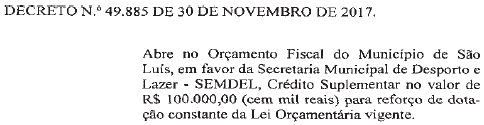 DECRETO N.º 49.885 DE 30 DE NOVEMBRO DE 2017.
Abre no Orçamento Fiscal do Município de São
Luís, em favor da Secretaria Municipal de Desporto e
Lazer - SEMDEL, Crédito Suplementar no valor de
R$ 100.000,00 (cem mil reais) para reforço de dota-
ção constante da Lei Orçamentária vigente.